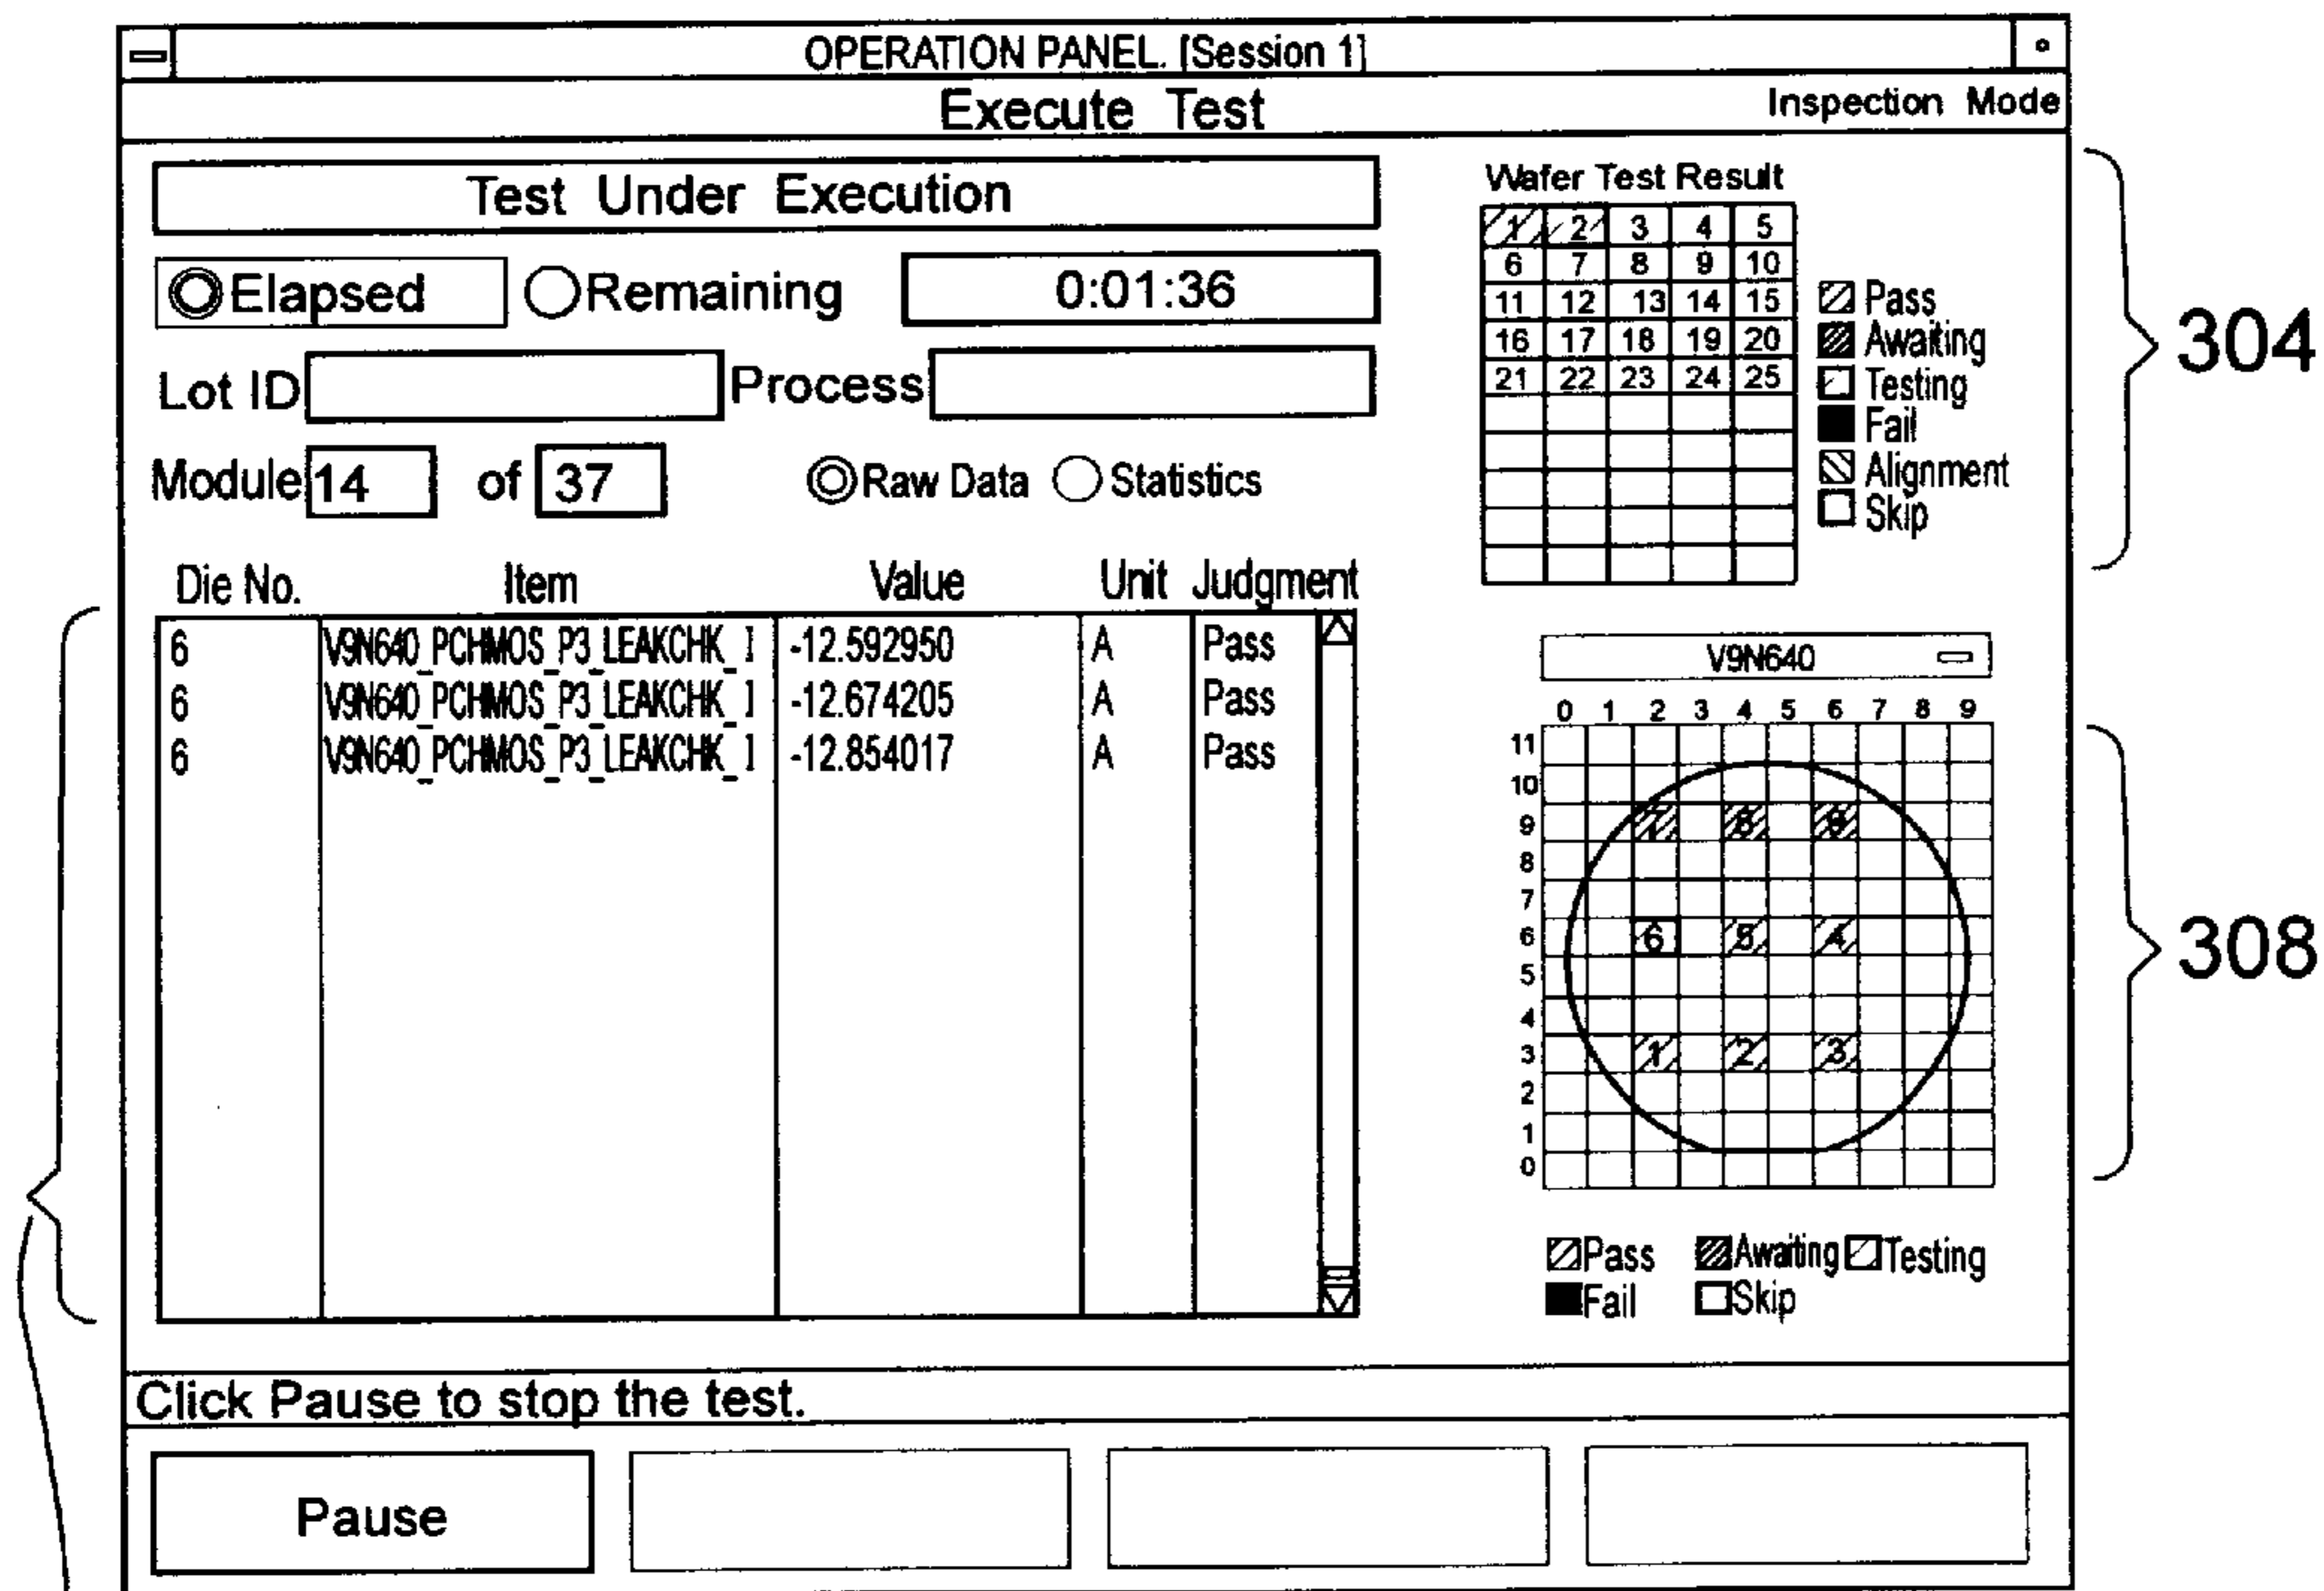 OPERATION PANEL. [Session 1]
Execute Test
Inspection Mode
Test Under Execution
Elapsed Remaining 0:01:36
Lot ID Process
Module 14 of 37 Raw Data Statistics
Wafer Test Result
1 2 3 4 5
6 7 8 9 10
11 12 13 14 15
16 17 18 19 20
21 22 23 24 25
Pass
Awaiting
Testing
Fail
Alignment
Skip
304
Die No. Item Value Unit Judgment
6 V9N640_PCHMOS_P3_LEAKCHK_I -12.592950 A Pass
6 V9N640_PCHMOS_P3_LEAKCHK_I -12.674205 A Pass
6 V9N640_PCHMOS_P3_LEAKCHK_I -12.854017 A Pass
V9N640
0 1 2 3 4 5 6 7 8 9
11
10
9 7 8 9
8
7
6 6 5 4
5
4
3 1 2 3
2
1
0
308
Pass Awaiting Testing
Fail Skip
Click Pause to stop the test.
Pause